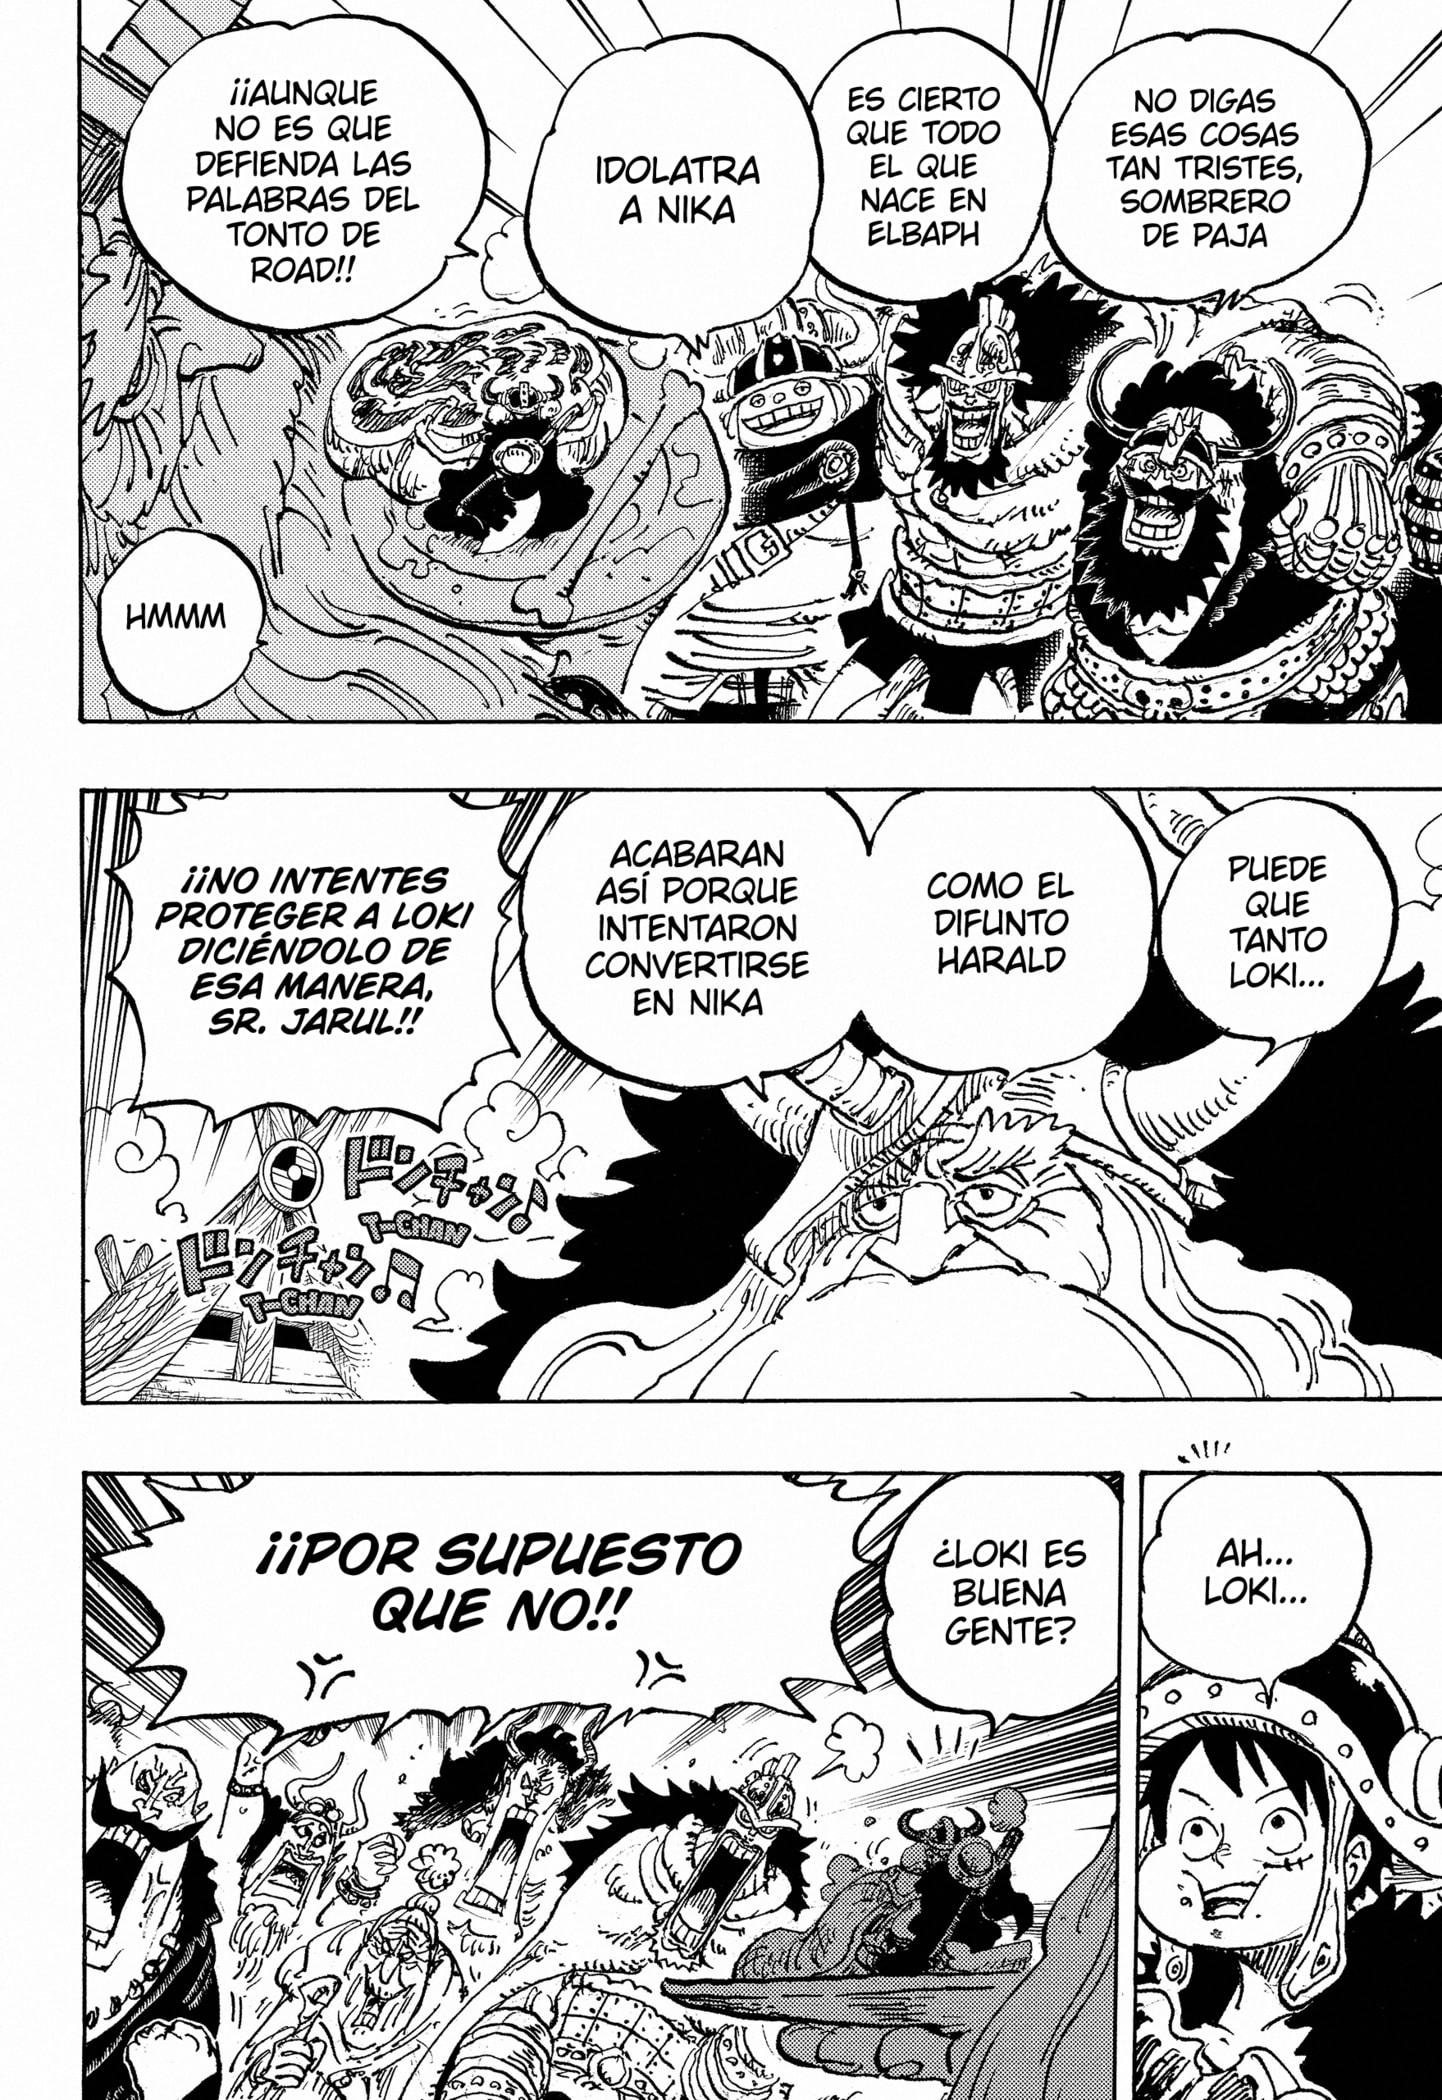 NO DIGAS
ESAS COSAS
TAN TRISTES,
SOMBRERO
DE PAJA
ES CIERTO
QUE TODO
EL QUE
NACE EN
ELBAPH
IDOLATRA
A NIKA
¡¡AUNQUE
NO ES QUE
DEFIENDA LAS
PALABRAS DEL
TONTO DE
ROAD!!
HMMM
PUEDE
QUE
TANTO
LOKI...
COMO EL
DIFUNTO
HARALD
ACABARAN
ASÍ PORQUE
INTENTARON
CONVERTIRSE
EN NIKA
¡¡NO INTENTES
PROTEGER A LOKI
DICIÉNDOLO DE
ESA MANERA,
SR. JARUL!!
ドンチャン♪
T-CHAN
ドンチャン♫
T-CHAN
AH...
LOKI...
¿LOKI ES
BUENA
GENTE?
¡¡POR SUPUESTO
QUE NO!!